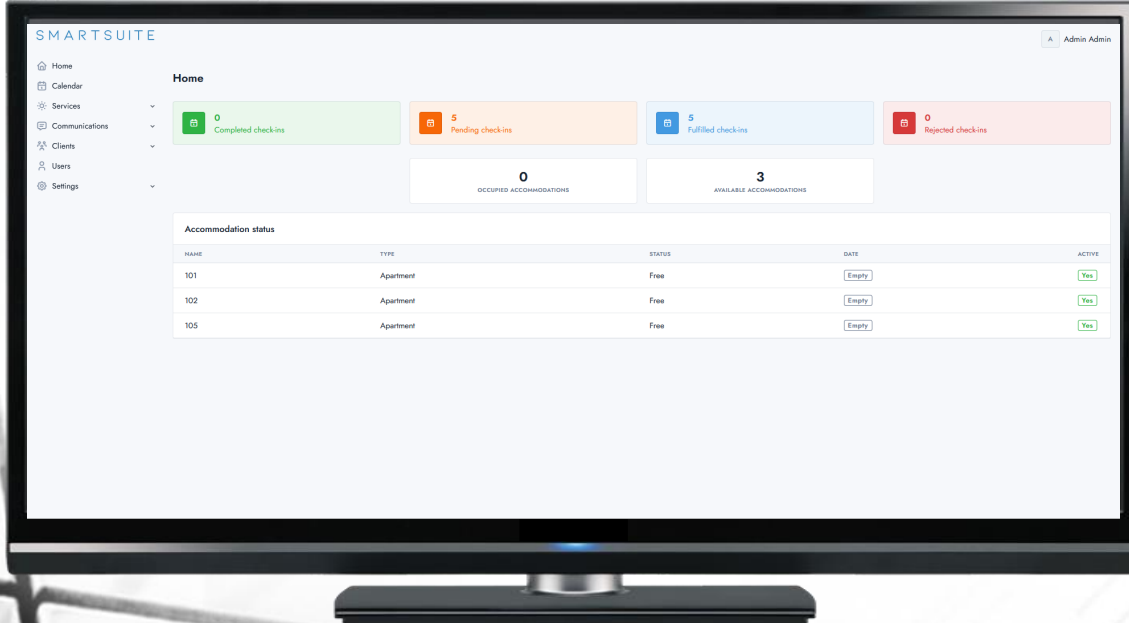 SMARTSUITE
A Admin Admin
Home
Calendar
Services
Communications
Clients
Users
Settings
Home
0
Completed check-ins
5
Pending check-ins
5
Fulfilled check-ins
0
Rejected check-ins
0
OCCUPIED ACCOMMODATIONS
3
AVAILABLE ACCOMMODATIONS
Accommodation status
NAME TYPE STATUS DATE ACTIVE
101 Apartment Free Empty Yes
102 Apartment Free Empty Yes
105 Apartment Free Empty Yes